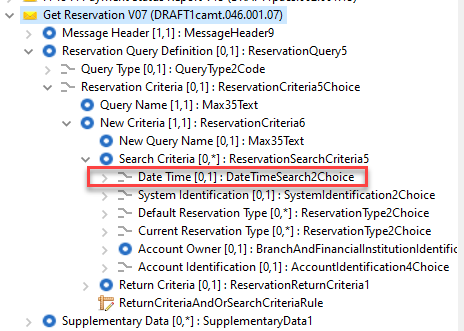 Get Reservation V07 (DRAFT1camt.046.001.07)
Message Header [1,1] : MessageHeader9
Reservation Query Definition [0,1] : ReservationQuery5
Query Type [0,1] : QueryType2Code
Reservation Criteria [0,1] : ReservationCriteria5Choice
Query Name [1,1] : Max35Text
New Criteria [1,1] : ReservationCriteria6
New Query Name [0,1] : Max35Text
Search Criteria [0,*] : ReservationSearchCriteria5
Date Time [0,1] : DateTimeSearch2Choice
System Identification [0,1] : SystemIdentification2Choice
Default Reservation Type [0,*] : ReservationType2Choice
Current Reservation Type [0,*] : ReservationType2Choice
Account Owner [0,1] : BranchAndFinancialInstitutionIdentific
Account Identification [0,1] : AccountIdentification4Choice
Return Criteria [0,1] : ReservationReturnCriteria1
ReturnCriteriaAndOrSearchCriteriaRule
Supplementary Data [0,*] : SupplementaryData1